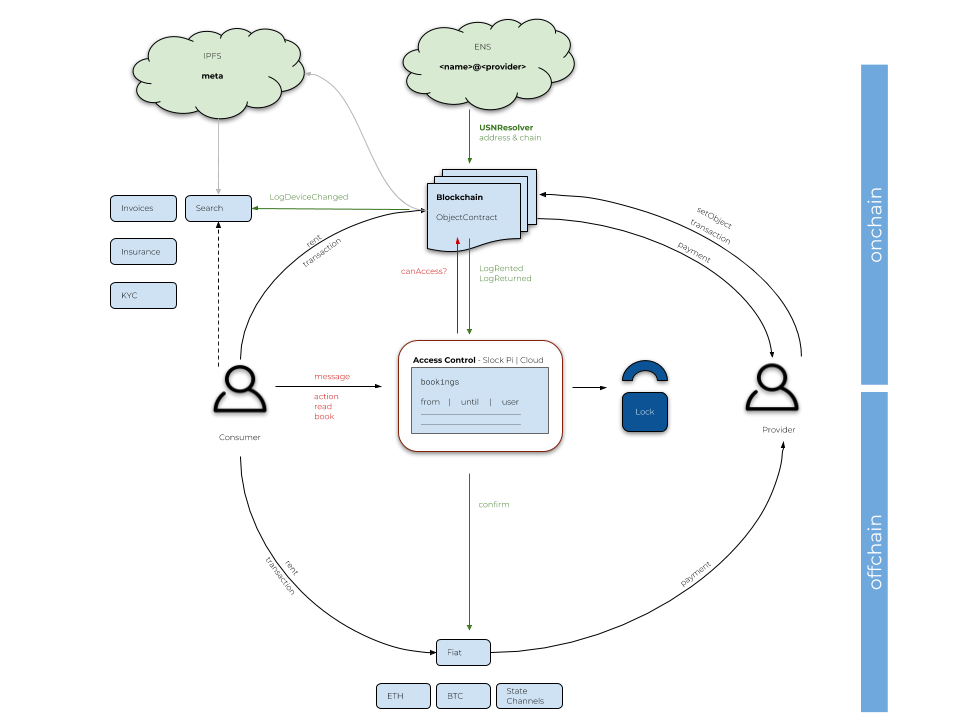 IPFS
meta
ENS
<name>@<provider>
USNResolver
address & chain
onchain
Invoices
Search
LogDeviceChanged
Blockchain
ObjectContract
setObject
transaction
payment
rent
transaction
Insurance
KYC
canAccess?
LogRented
LogReturned
Access Control - Slock Pi | Cloud
bookings
from | until | user
message
action
read
book
Lock
Consumer
Provider
offchain
confirm
rent
transaction
payment
Fiat
ETH
BTC
State
Channels